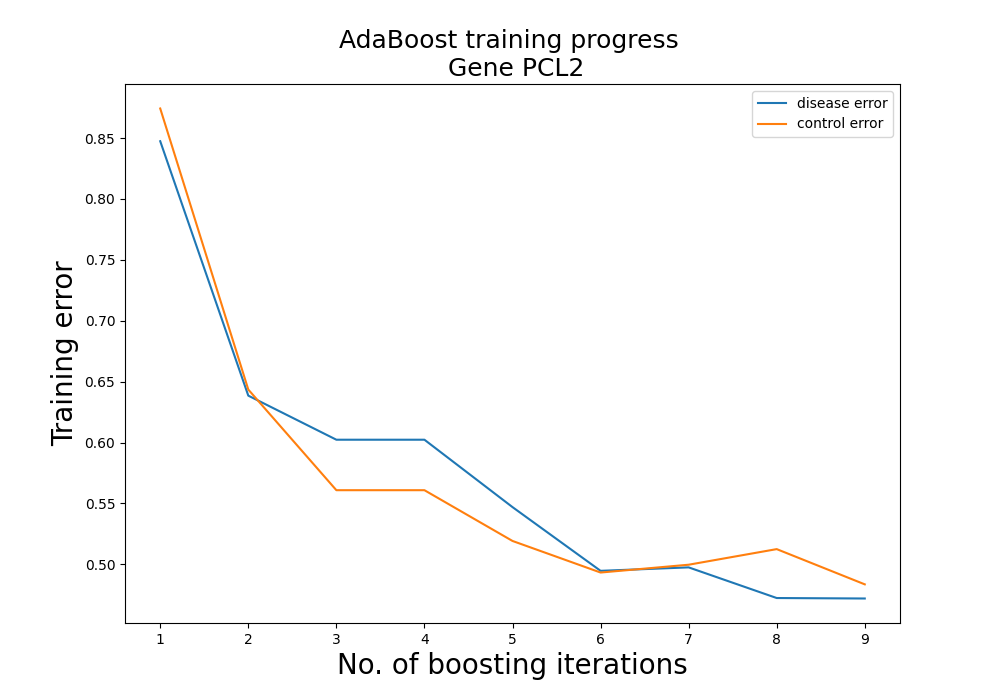 AdaBoost training progress
Gene PCL2
disease error
control error
Training error
0.85
0.80
0.75
0.70
0.65
0.60
0.55
0.50
1 2 3 4 5 6 7 8 9
No. of boosting iterations